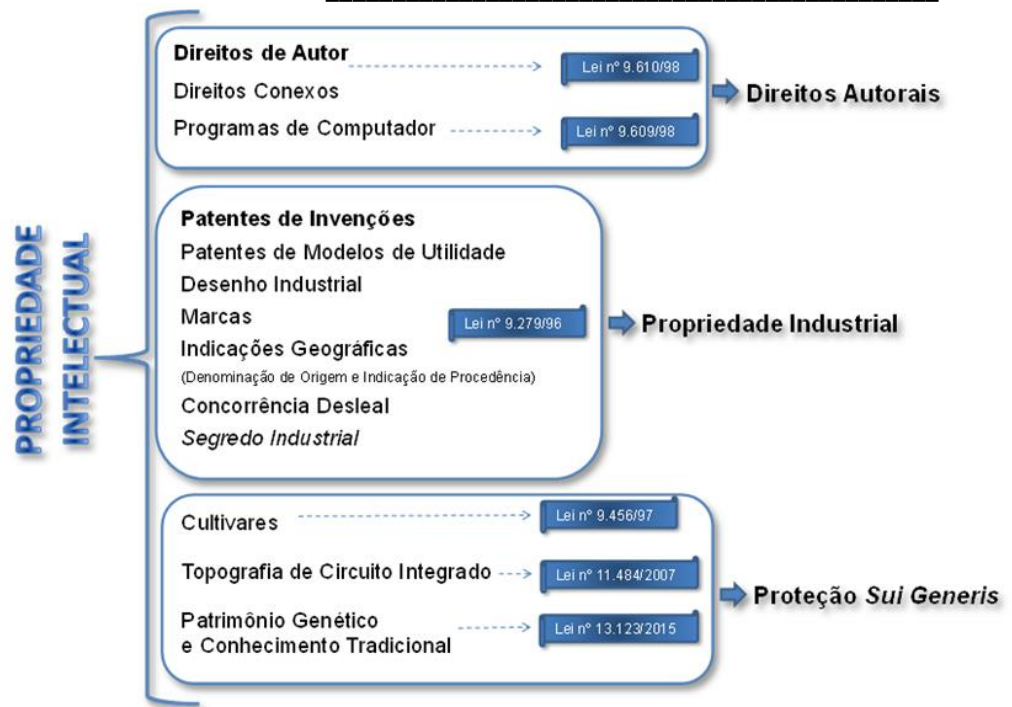 PROPRIEDADE
INTELECTUAL
Direitos de Autor
Lei nº 9.610/98
Direitos Conexos
Programas de Computador
Lei nº 9.609/98
Direitos Autorais
Patentes de Invenções
Patentes de Modelos de Utilidade
Desenho Industrial
Marcas
Lei nº 9.279/96
Indicações Geográficas
(Denominação de Origem e Indicação de Procedência)
Concorrência Desleal
Segredo Industrial
Propriedade Industrial
Cultivares
Lei nº 9.456/97
Topografia de Circuito Integrado
Lei nº 11.484/2007
Patrimônio Genético
e Conhecimento Tradicional
Lei nº 13.123/2015
Proteção Sui Generis